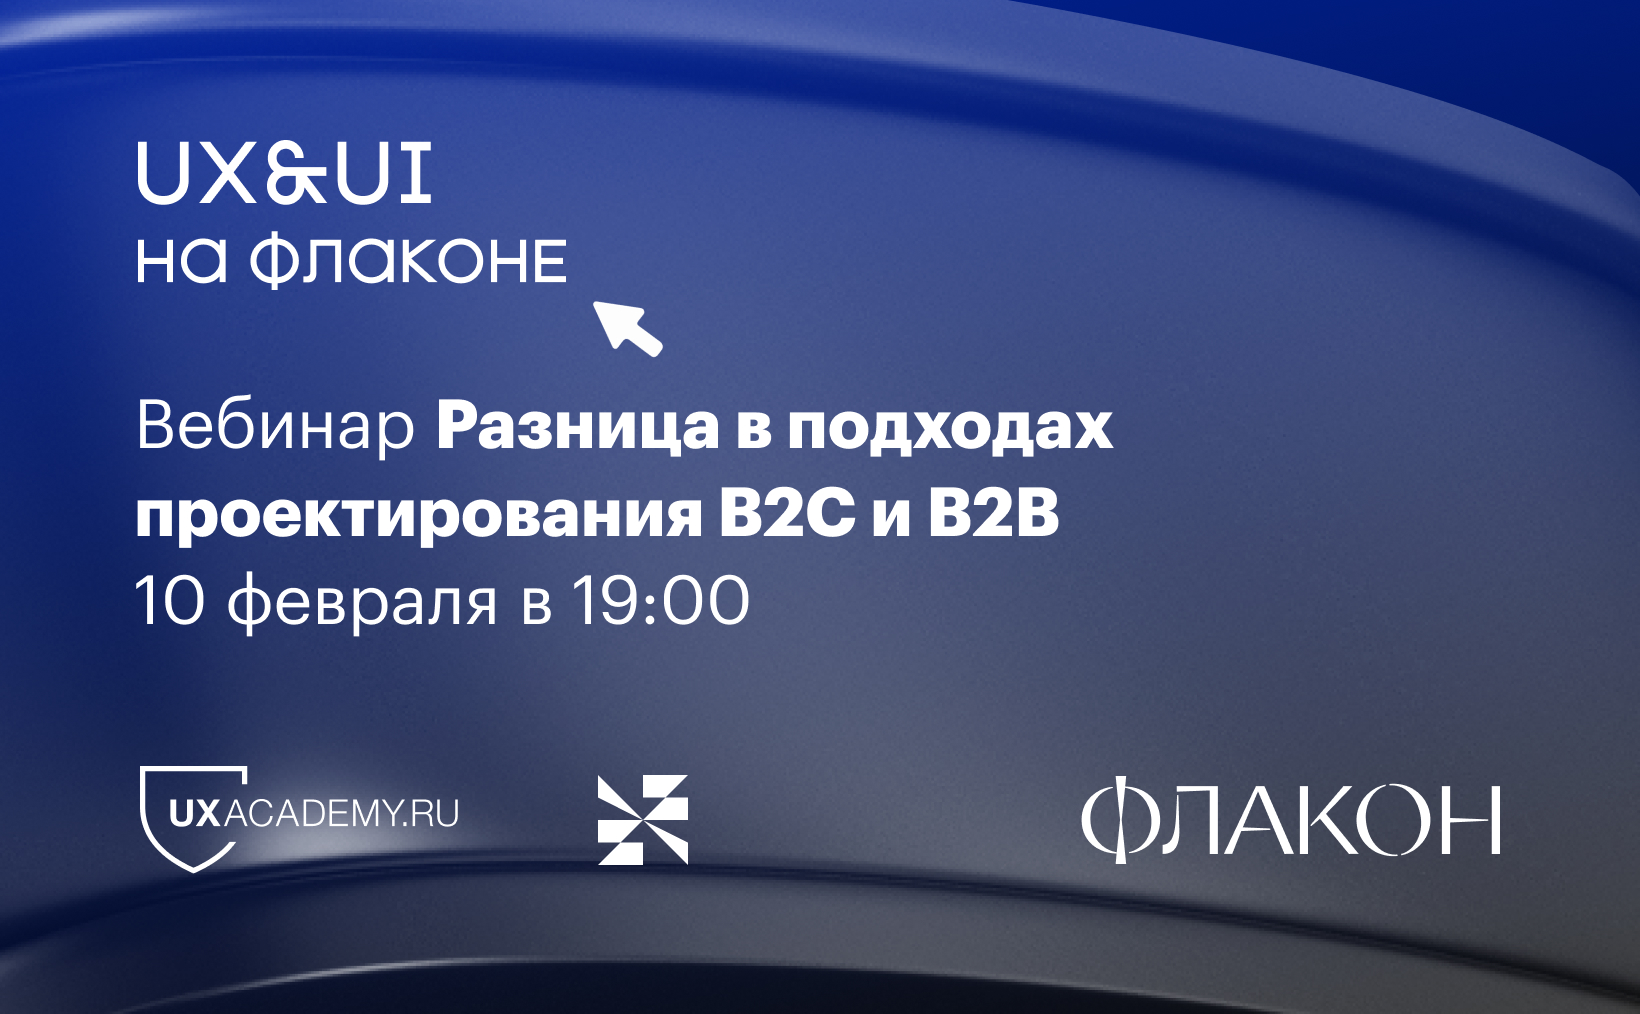 UX&UI
на флаконе
Вебинар Разница в подходах
проектирования B2C и B2B
10 февраля в 19:00
UXACADEMY.RU
ФЛАКОН